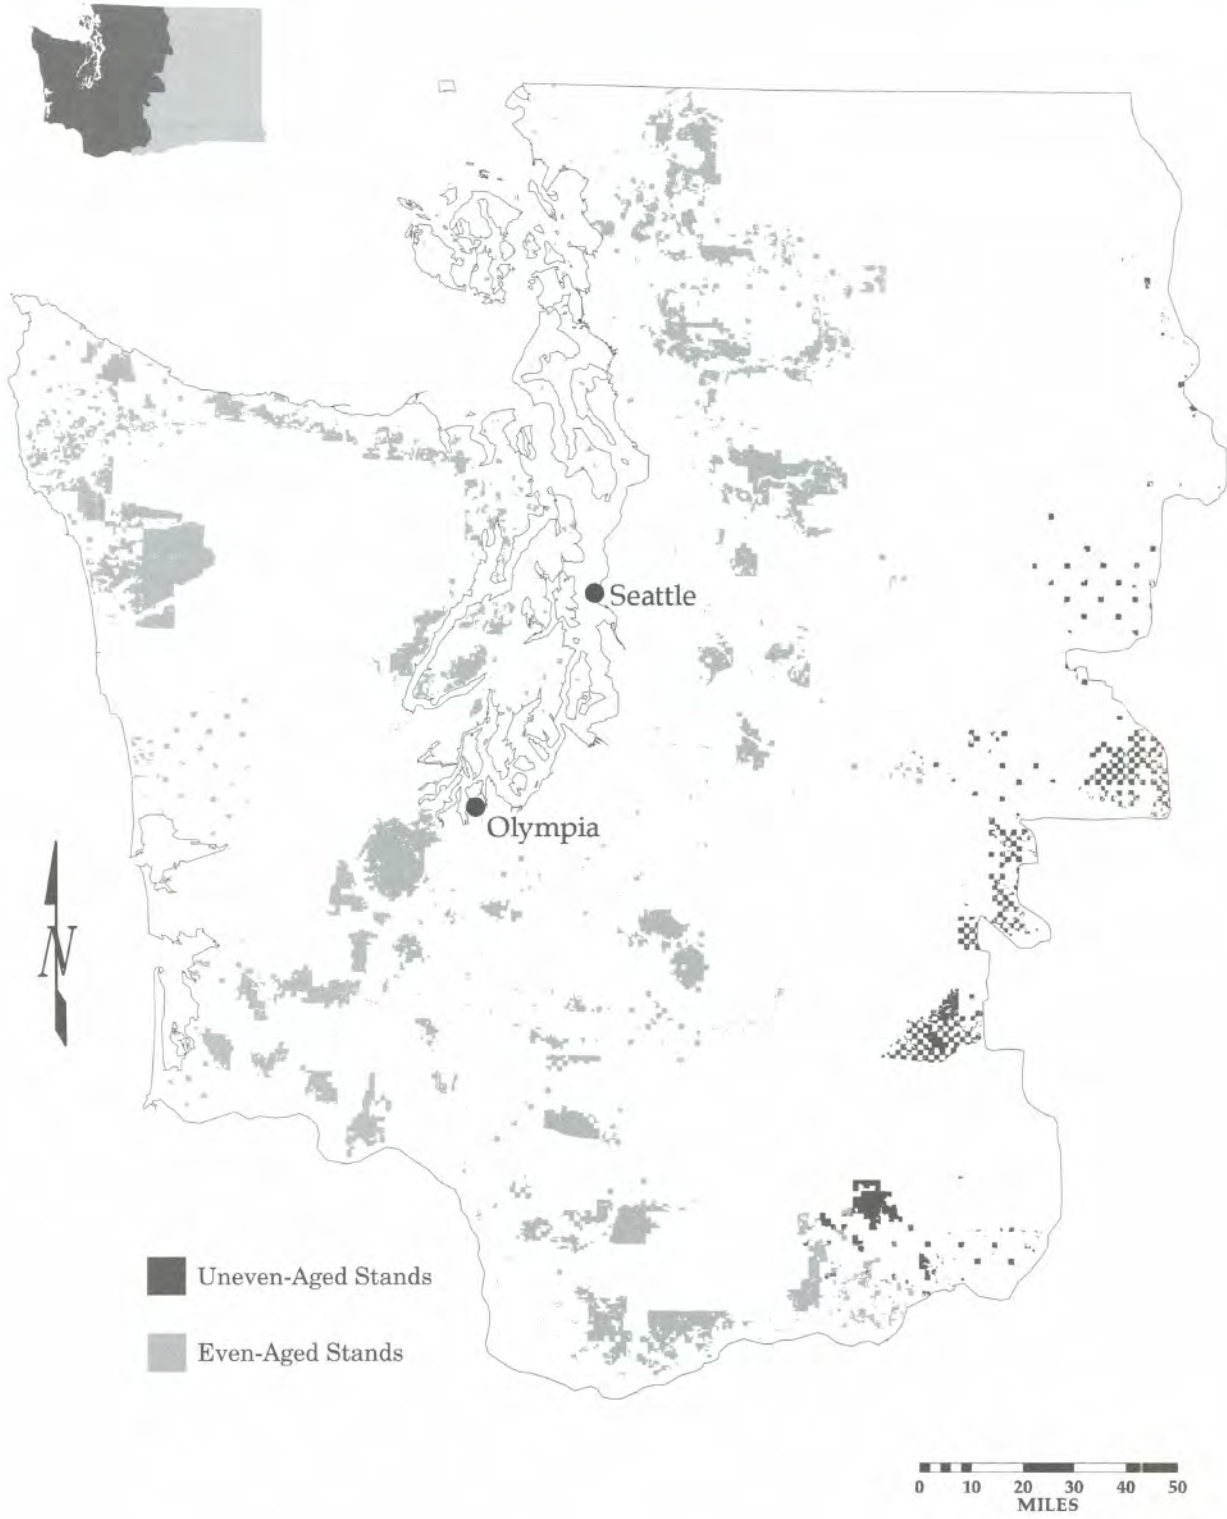 Seattle
Olympia
N
Uneven-Aged Stands
Even-Aged Stands
0 10 20 30 40 50
MILES